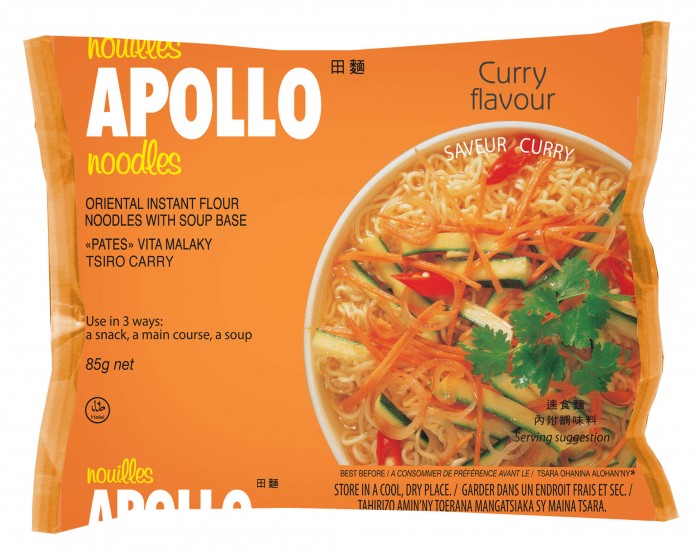 nouilles
APOLLO
田 麵
noodles
ORIENTAL INSTANT FLOUR
NOODLES WITH SOUP BASE
«PATES» VITA MALAKY
TSIRO CARRY
Use in 3 ways:
a snack, a main course, a soup
85g net
حلال
Halal
nouilles
田 麵
APOLLO
Curry
flavour
SAVEUR CURRY
速食麵
內附調味料
Serving suggestion
BEST BEFORE / A CONSOMMER DE PRÉFÉRENCE AVANT LE / TSARA OHANINA ALOHAN'NY*
STORE IN A COOL, DRY PLACE. / GARDER DANS UN ENDROIT FRAIS ET SEC. /
TAHIRIZO AMIN'NY TOERANA MANGATSIAKA SY MAINA TSARA.